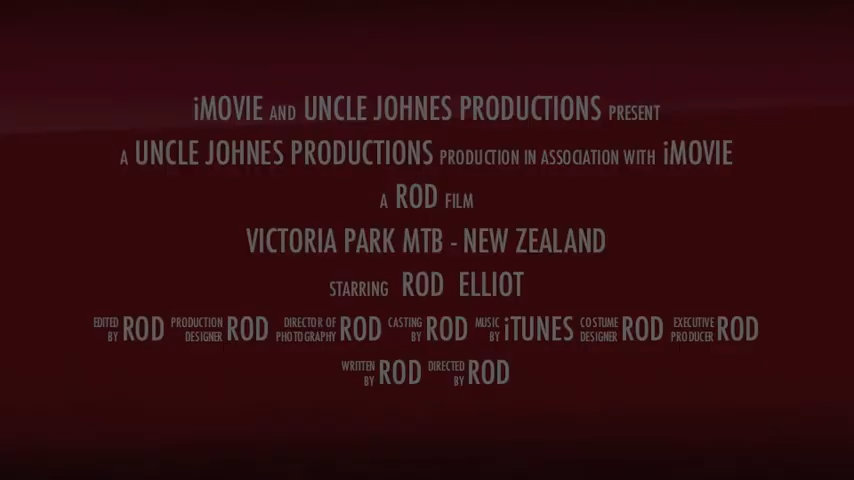 iMOVIE AND UNCLE JOHNES PRODUCTIONS PRESENT
A UNCLE JOHNES PRODUCTIONS PRODUCTION IN ASSOCIATION WITH iMOVIE
A ROD FILM
VICTORIA PARK MTB - NEW ZEALAND
STARRING ROD ELLIOT
EDITED BY ROD PRODUCTION DESIGNER ROD DIRECTOR OF PHOTOGRAPHY ROD CASTING BY ROD MUSIC BY iTUNES COSTUME DESIGNER ROD EXECUTIVE PRODUCER ROD
WRITTEN BY ROD DIRECTED BY ROD